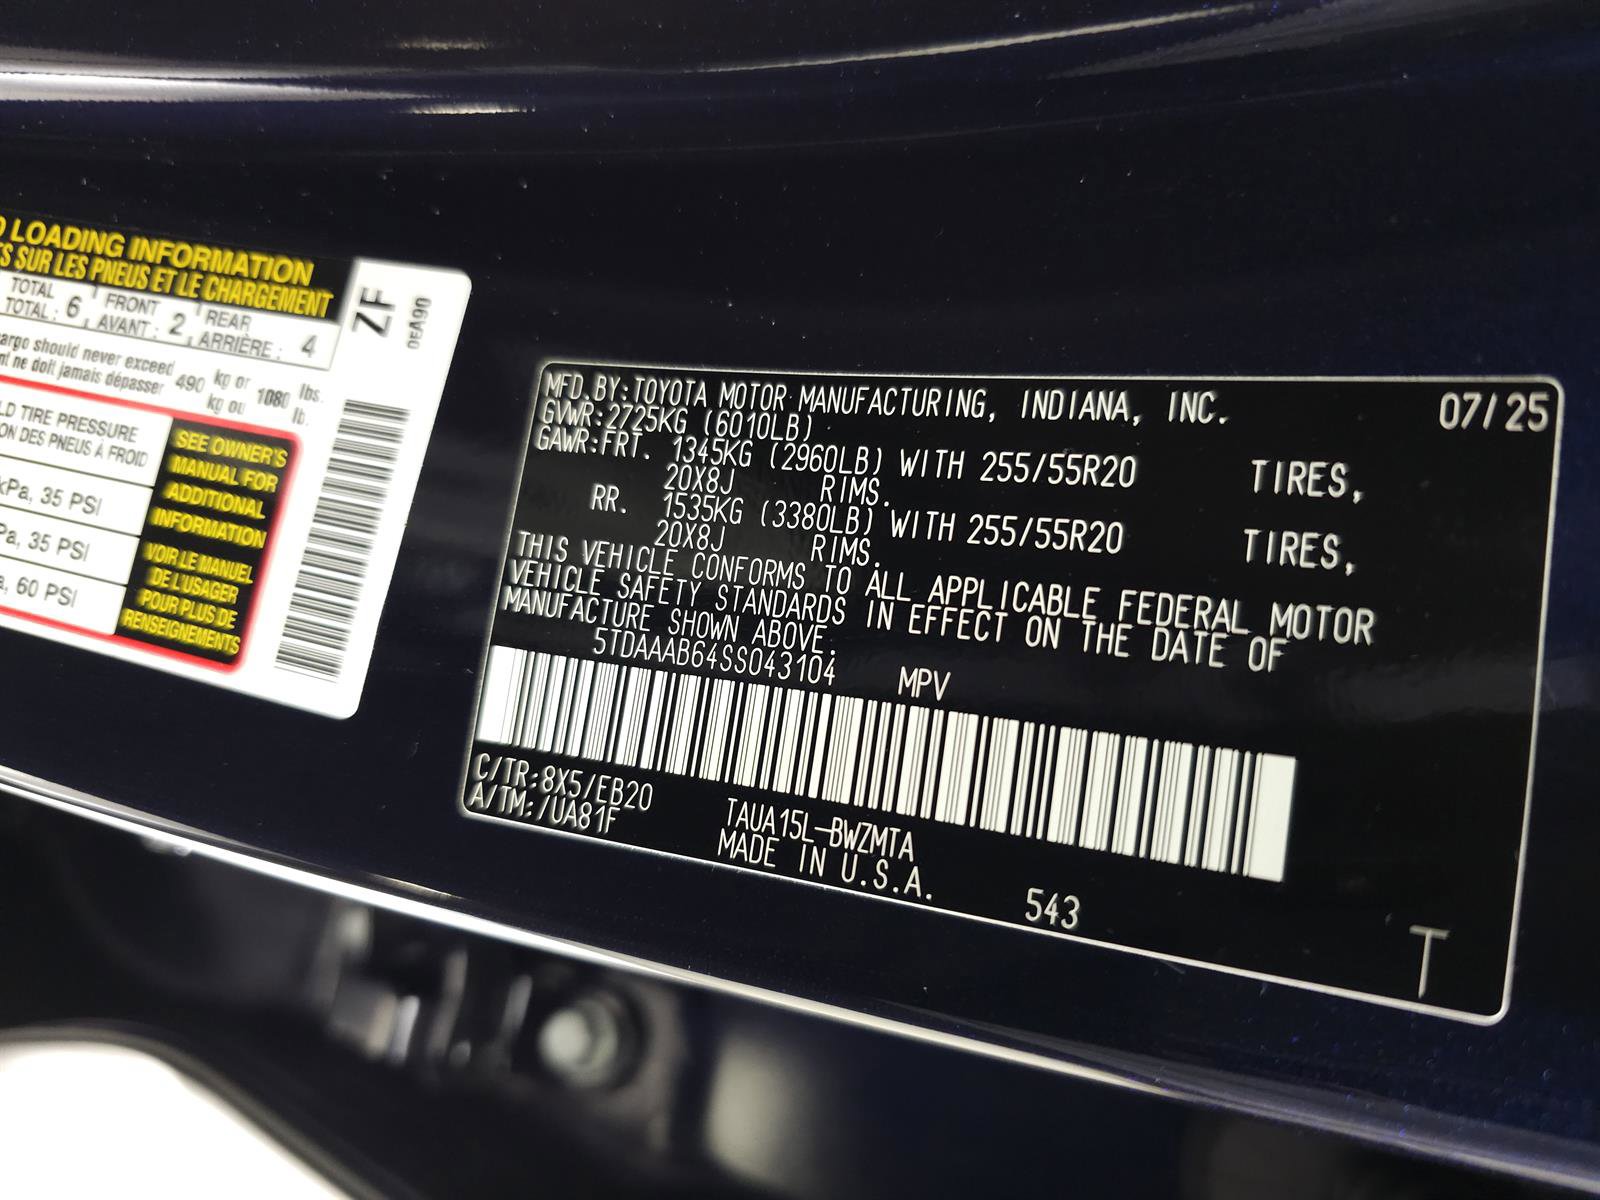 LOADING INFORMATION
SUR LES PNEUS ET LE CHARGEMENT
TOTAL FRONT REAR
TOTAL : 6 AVANT : 2 ARRIÈRE : 4
cargo should never exceed
ne doit jamais dépasser 490 kg or 1080 lbs.
kg ou lb.
TIRE PRESSURE
DES PNEUS À FROID
kPa, 35 PSI
35 PSI
60 PSI
SEE OWNER'S
MANUAL FOR
ADDITIONAL
INFORMATION
VOIR LE MANUEL
DE L'USAGER
POUR PLUS DE
RENSEIGNEMENTS
ZF
0EA90
MFD. BY: TOYOTA MOTOR MANUFACTURING, INDIANA, INC. 07/25
GVWR: 2725KG (6010LB)
GAWR: FRT. 1345KG (2960LB) WITH 255/55R20 TIRES,
20X8J RIMS.
RR. 1535KG (3380LB) WITH 255/55R20 TIRES,
20X8J RIMS.
THIS VEHICLE CONFORMS TO ALL APPLICABLE FEDERAL MOTOR
VEHICLE SAFETY STANDARDS IN EFFECT ON THE DATE OF
MANUFACTURE SHOWN ABOVE.
5TDAAAB64SS043104 MPV
C/TR: 8X5/EB20
A/TM: /UA81F TAUA15L-BWZMTA
MADE IN U.S.A. 543
T